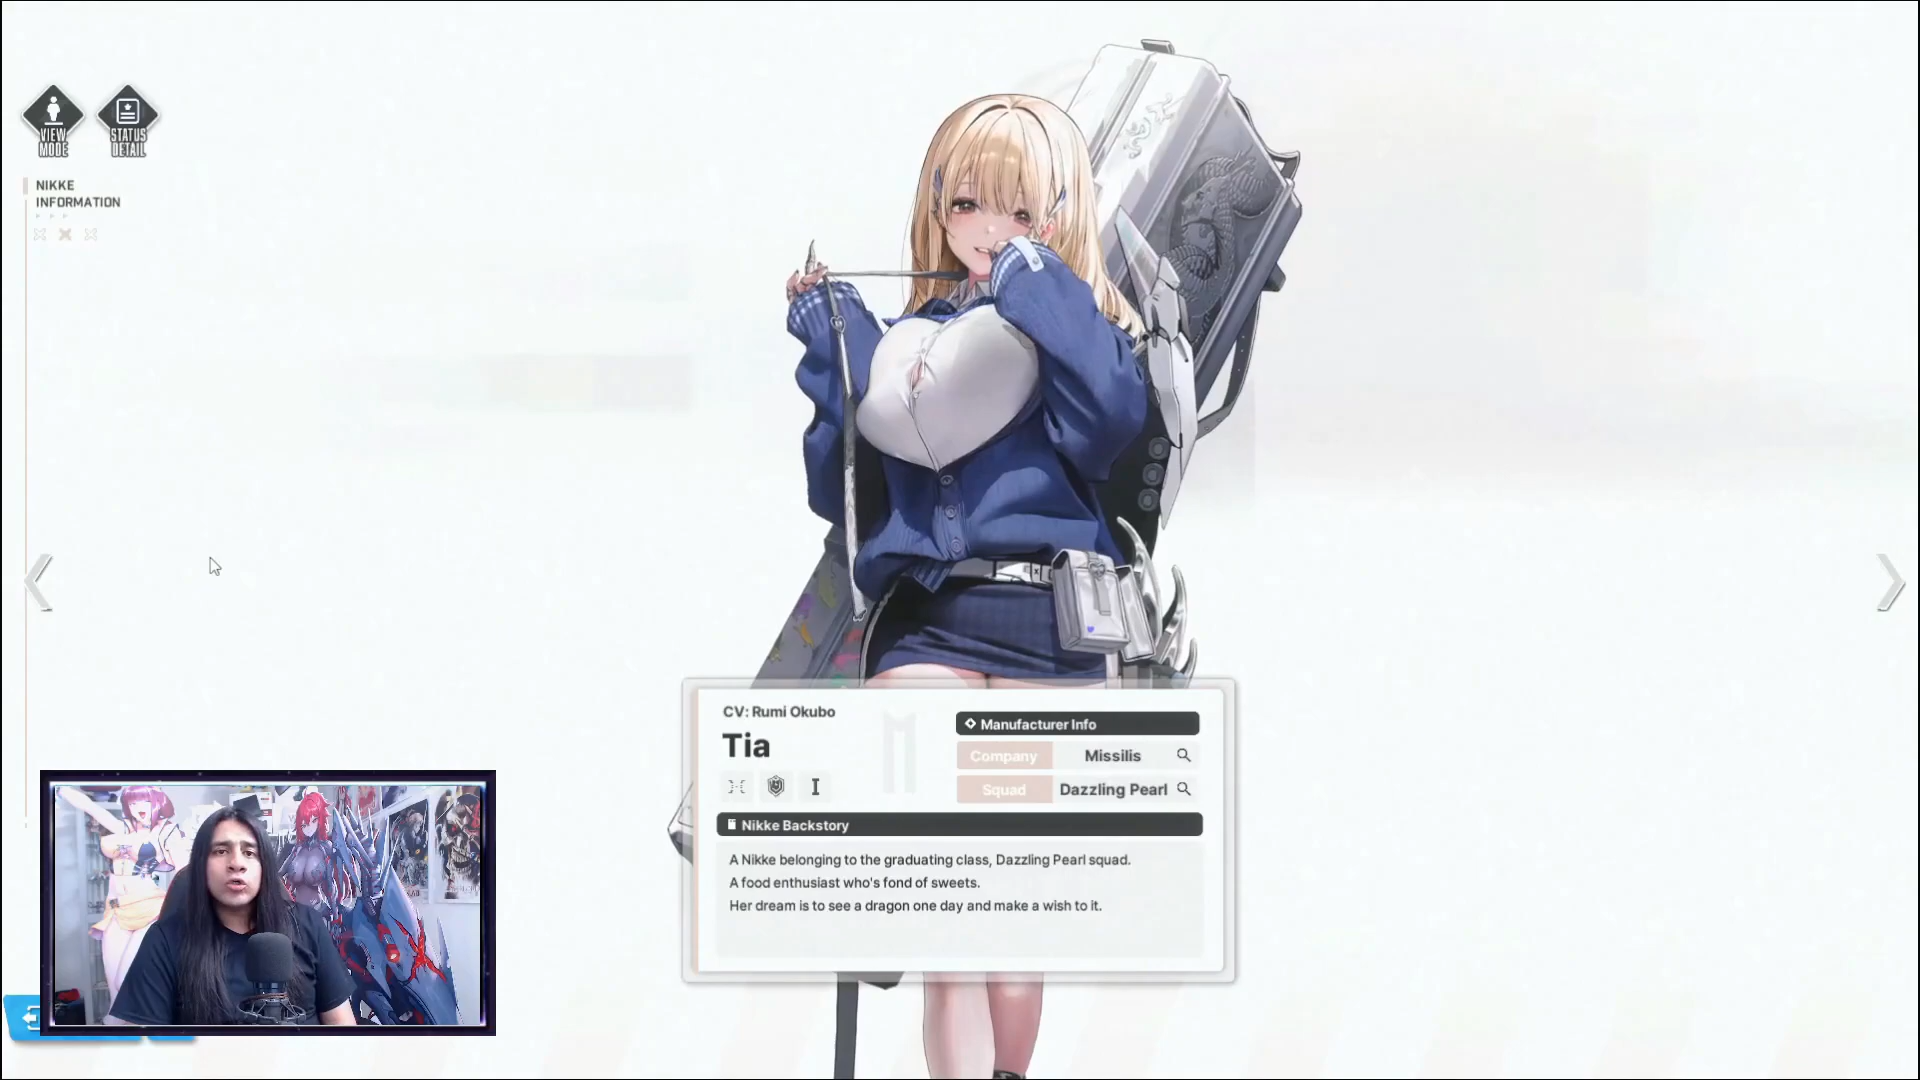 VIEW
MODE
STATUS
DETAIL
NIKKE
INFORMATION
CV: Rumi Okubo
Tia
I
Manufacturer Info
Company Missilis
Squad Dazzling Pearl
Nikke Backstory
A Nikke belonging to the graduating class, Dazzling Pearl squad.
A food enthusiast who's fond of sweets.
Her dream is to see a dragon one day and make a wish to it.